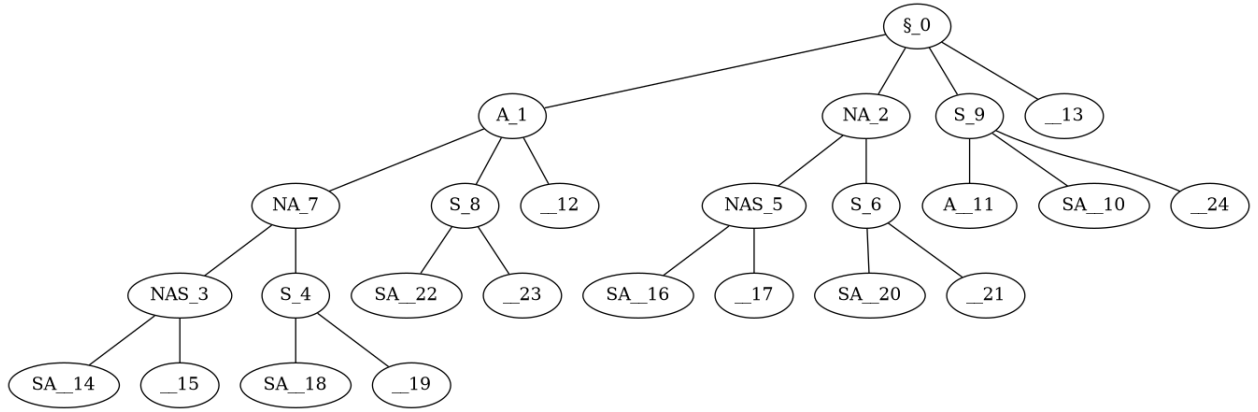 §_0
A_1 NA_2 S_9 __13
NA_7 S_8 __12 NAS_5 S_6 A__11 SA__10 __24
NAS_3 S_4 SA__22 __23 SA__16 __17 SA__20 __21
SA__14 __15 SA__18 __19